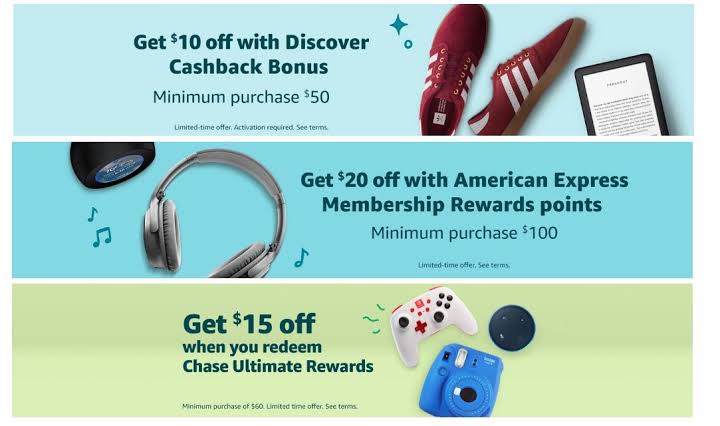 Get $10 off with Discover
Cashback Bonus
Minimum purchase $50
Limited-time offer. Activation required. See terms.
Get $20 off with American Express
Membership Rewards points
Minimum purchase $100
Limited-time offer. See terms.
Get $15 off
when you redeem
Chase Ultimate Rewards
Minimum purchase of $60. Limited time offer. See terms.